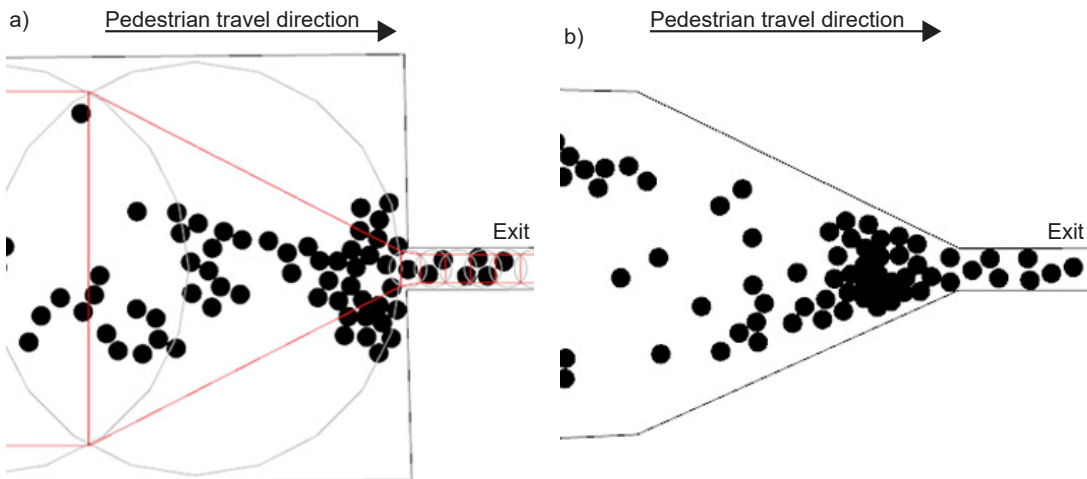 a) Pedestrian travel direction
Exit
b) Pedestrian travel direction
Exit